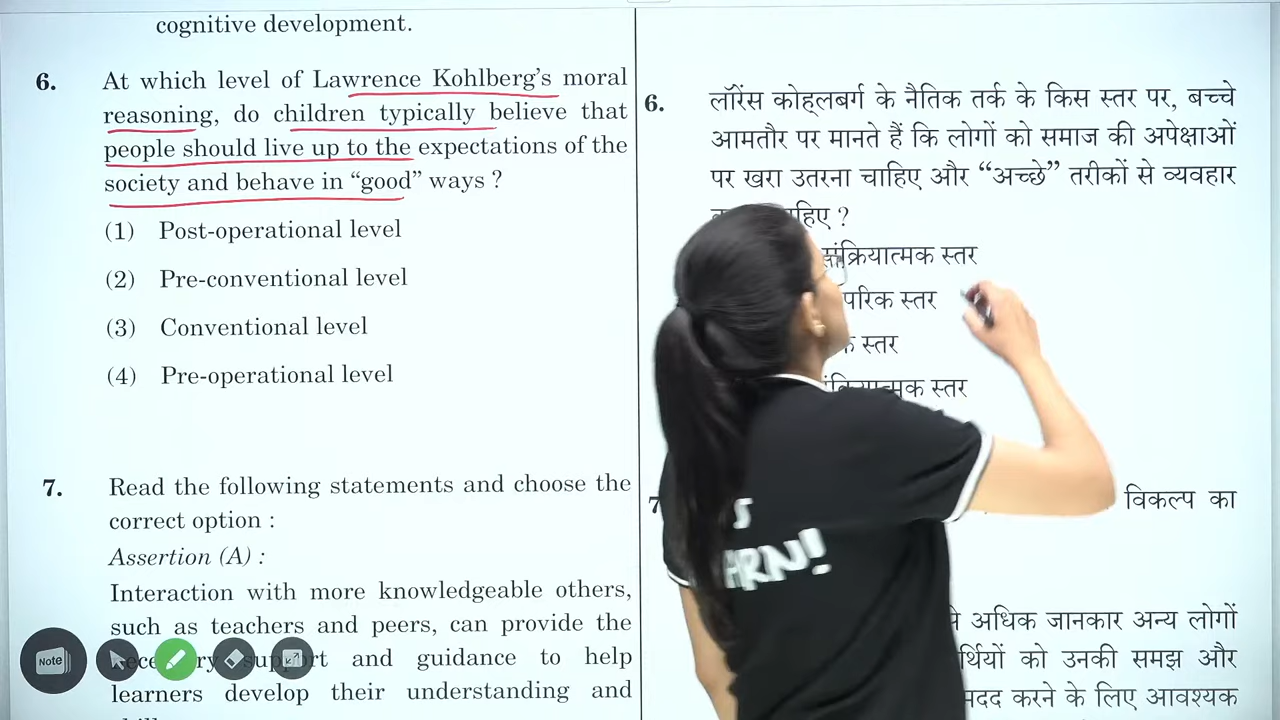 cognitive development.
6. At which level of Lawrence Kohlberg's moral
reasoning, do children typically believe that
people should live up to the expectations of the
society and behave in "good" ways ?
(1) Post-operational level
(2) Pre-conventional level
(3) Conventional level
(4) Pre-operational level
7. Read the following statements and choose the
correct option :
Assertion (A) :
Interaction with more knowledgeable others,
such as teachers and peers, can provide the
and guidance to help
learners develop their understanding and
6. लॉरेंस कोह्लबर्ग के नैतिक तर्क के किस स्तर पर, बच्चे
आमतौर पर मानते हैं कि लोगों को समाज की अपेक्षाओं
पर खरा उतरना चाहिए और "अच्छे" तरीकों से व्यवहार
?
स्तर
स्तर
स्तर
स्तर
7
विकल्प का
अधिक जानकार अन्य लोगों
को उनकी समझ और
मदद करने के लिए आवश्यक
Note